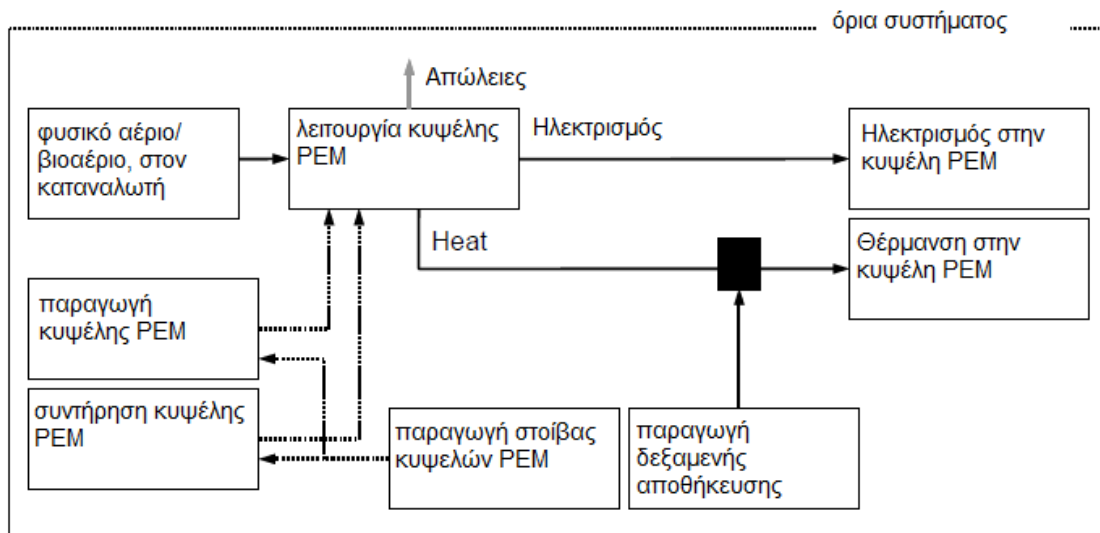 όρια συστήματος
Απώλειες
φυσικό αέριο/
βιοαέριο, στον
καταναλωτή
λειτουργία κυψέλης
PEM
Ηλεκτρισμός
Ηλεκτρισμός στην
κυψέλη PEM
Heat
Θέρμανση στην
κυψέλη PEM
παραγωγή
κυψέλης PEM
συντήρηση κυψέλης
PEM
παραγωγή στοίβας
κυψελών PEM
παραγωγή
δεξαμενής
αποθήκευσης